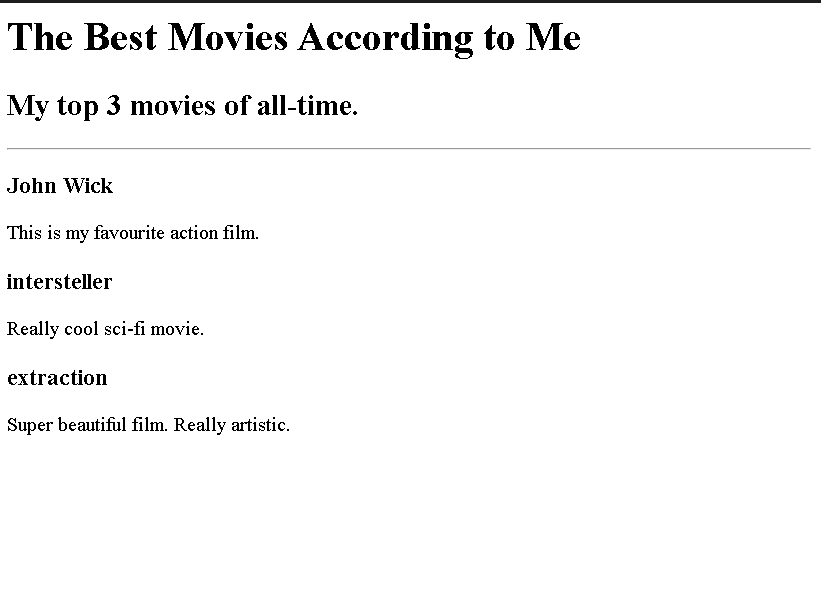 The Best Movies According to Me
My top 3 movies of all-time.
John Wick
This is my favourite action film.
intersteller
Really cool sci-fi movie.
extraction
Super beautiful film. Really artistic.